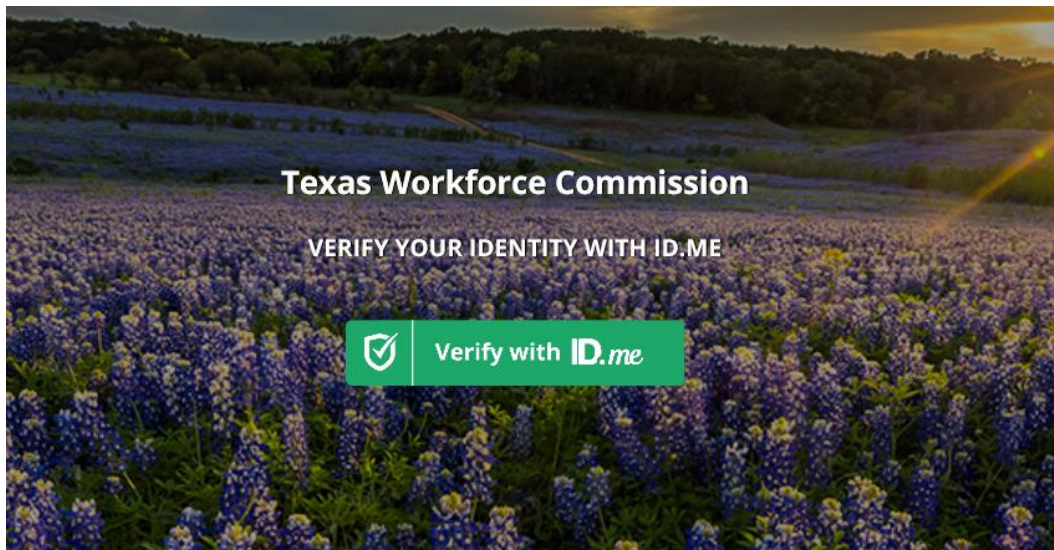 Texas Workforce Commission
VERIFY YOUR IDENTITY WITH ID.ME
Verify with ID.me